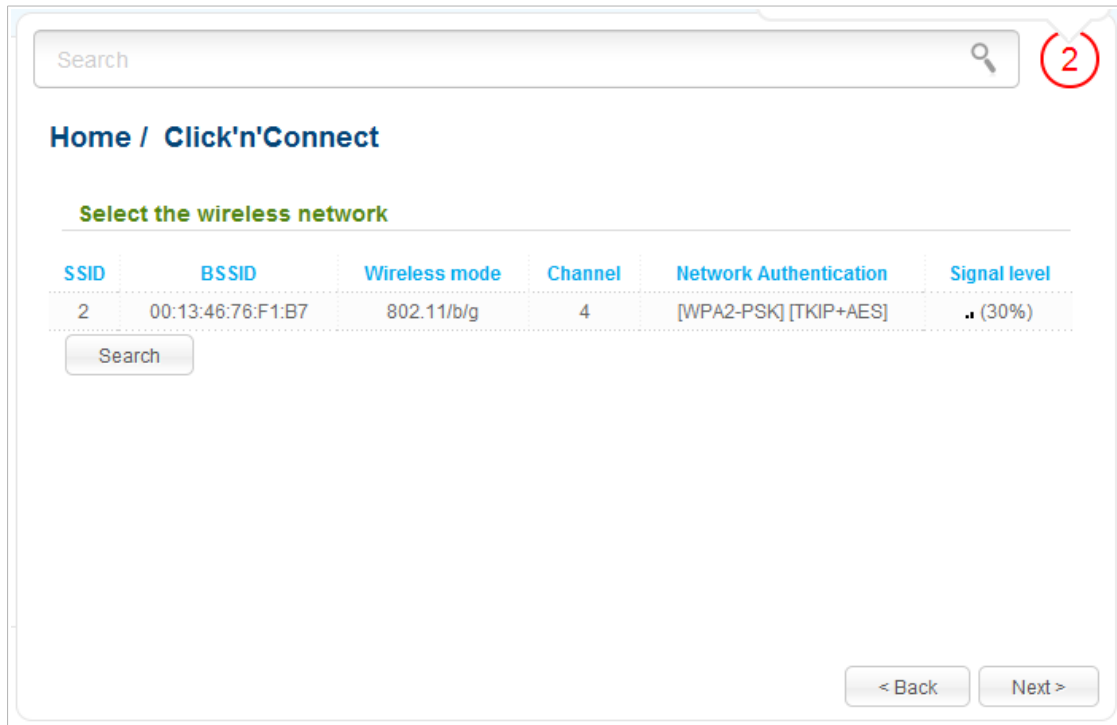 Search
2
Home / Click'n'Connect
Select the wireless network
SSID BSSID Wireless mode Channel Network Authentication Signal level
2 00:13:46:76:F1:B7 802.11/b/g 4 [WPA2-PSK] [TKIP+AES] (30%)
Search
< Back Next >